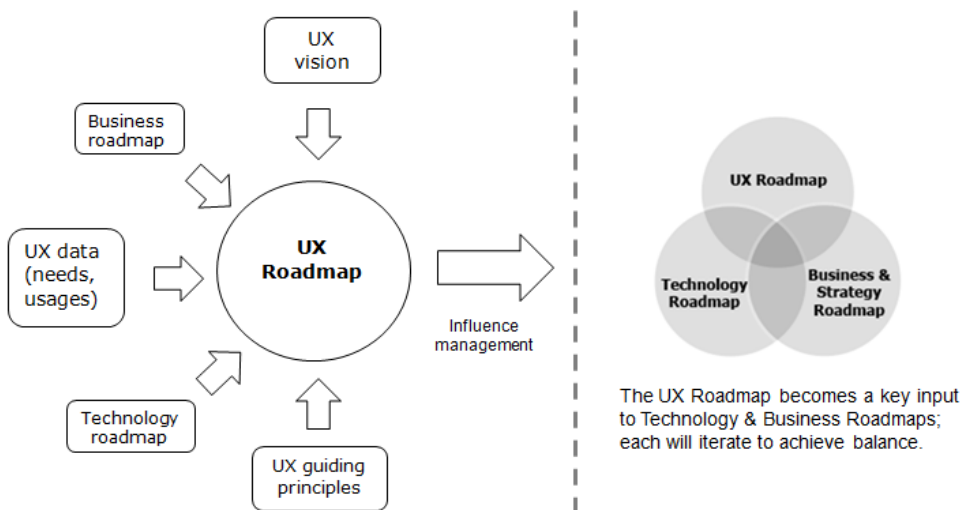 UX
vision
Business
roadmap
UX data
(needs,
usages)
Technology
roadmap
UX guiding
principles
UX
Roadmap
Influence
management
UX Roadmap
Technology
Roadmap
Business &
Strategy
Roadmap
The UX Roadmap becomes a key input
to Technology & Business Roadmaps;
each will iterate to achieve balance.